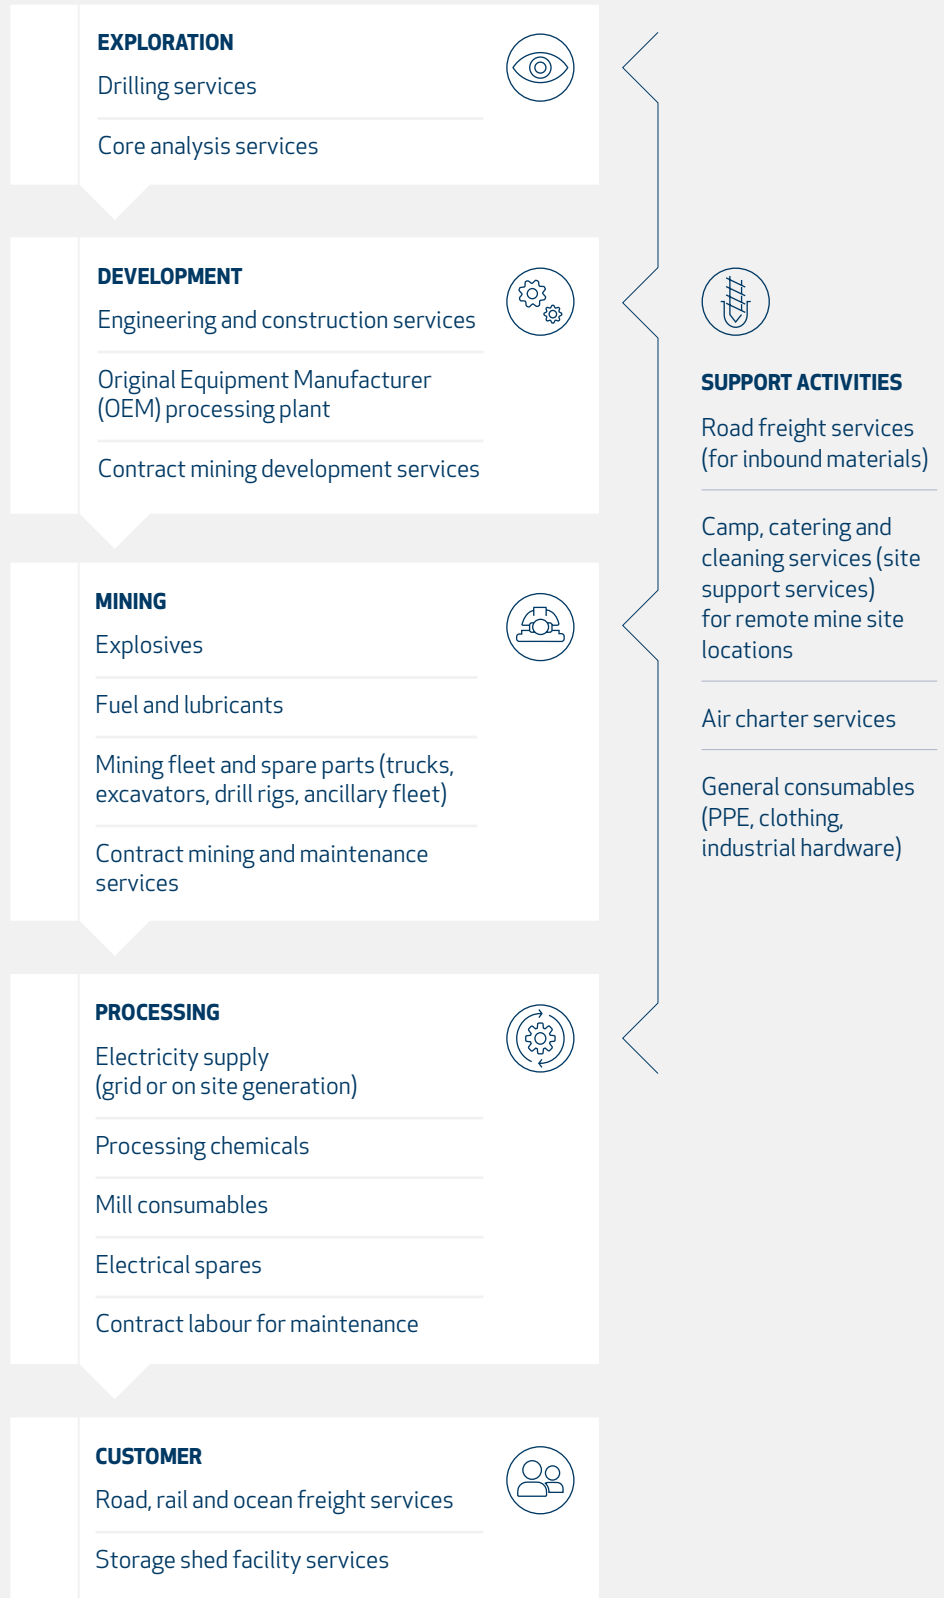 EXPLORATION
Drilling services
Core analysis services
DEVELOPMENT
Engineering and construction services
Original Equipment Manufacturer
(OEM) processing plant
Contract mining development services
MINING
Explosives
Fuel and lubricants
Mining fleet and spare parts (trucks,
excavators, drill rigs, ancillary fleet)
Contract mining and maintenance
services
PROCESSING
Electricity supply
(grid or on site generation)
Processing chemicals
Mill consumables
Electrical spares
Contract labour for maintenance
CUSTOMER
Road, rail and ocean freight services
Storage shed facility services
SUPPORT ACTIVITIES
Road freight services
(for inbound materials)
Camp, catering and
cleaning services (site
support services)
for remote mine site
locations
Air charter services
General consumables
(PPE, clothing,
industrial hardware)